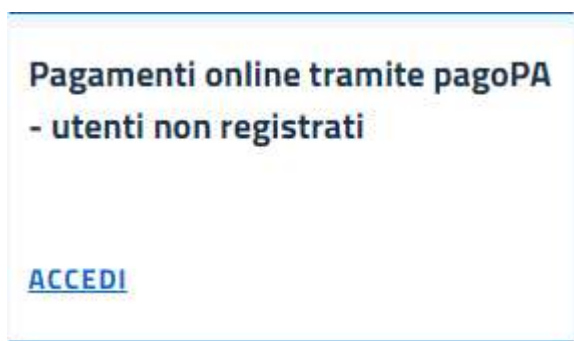 Pagamenti online tramite pagoPA
- utenti non registrati
ACCEDI